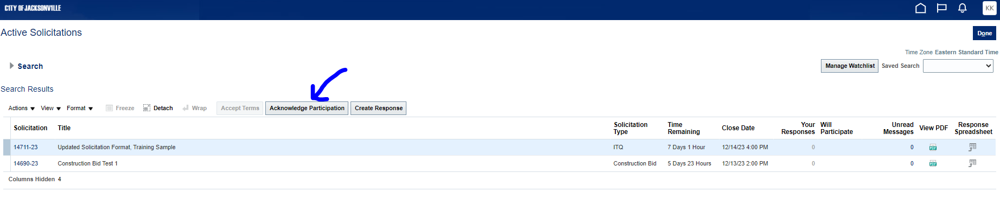 C1TY OF JACKSONV1LLE
KK
Active Solicitations
Done
Time Zone Eastern Standard Time
Search
Manage Watchlist Saved Search
Search Results
Actions View Format Freeze Detach Wrap Accept Terms Acknowledge Participation Create Response
Solicitation Title Solicitation Type Time Remaining Close Date Your Responses Will Participate Unread Messages View PDF Response Spreadsheet
14711-23 Updated Solicitation Format, Training Sample ITQ 7 Days 1 Hour 12/14/23 4:00 PM 0 0 PDF
14690-23 Construction Bid Test 1 Construction Bid 5 Days 23 Hours 12/13/23 2:00 PM 0 0 PDF
Columns Hidden 4